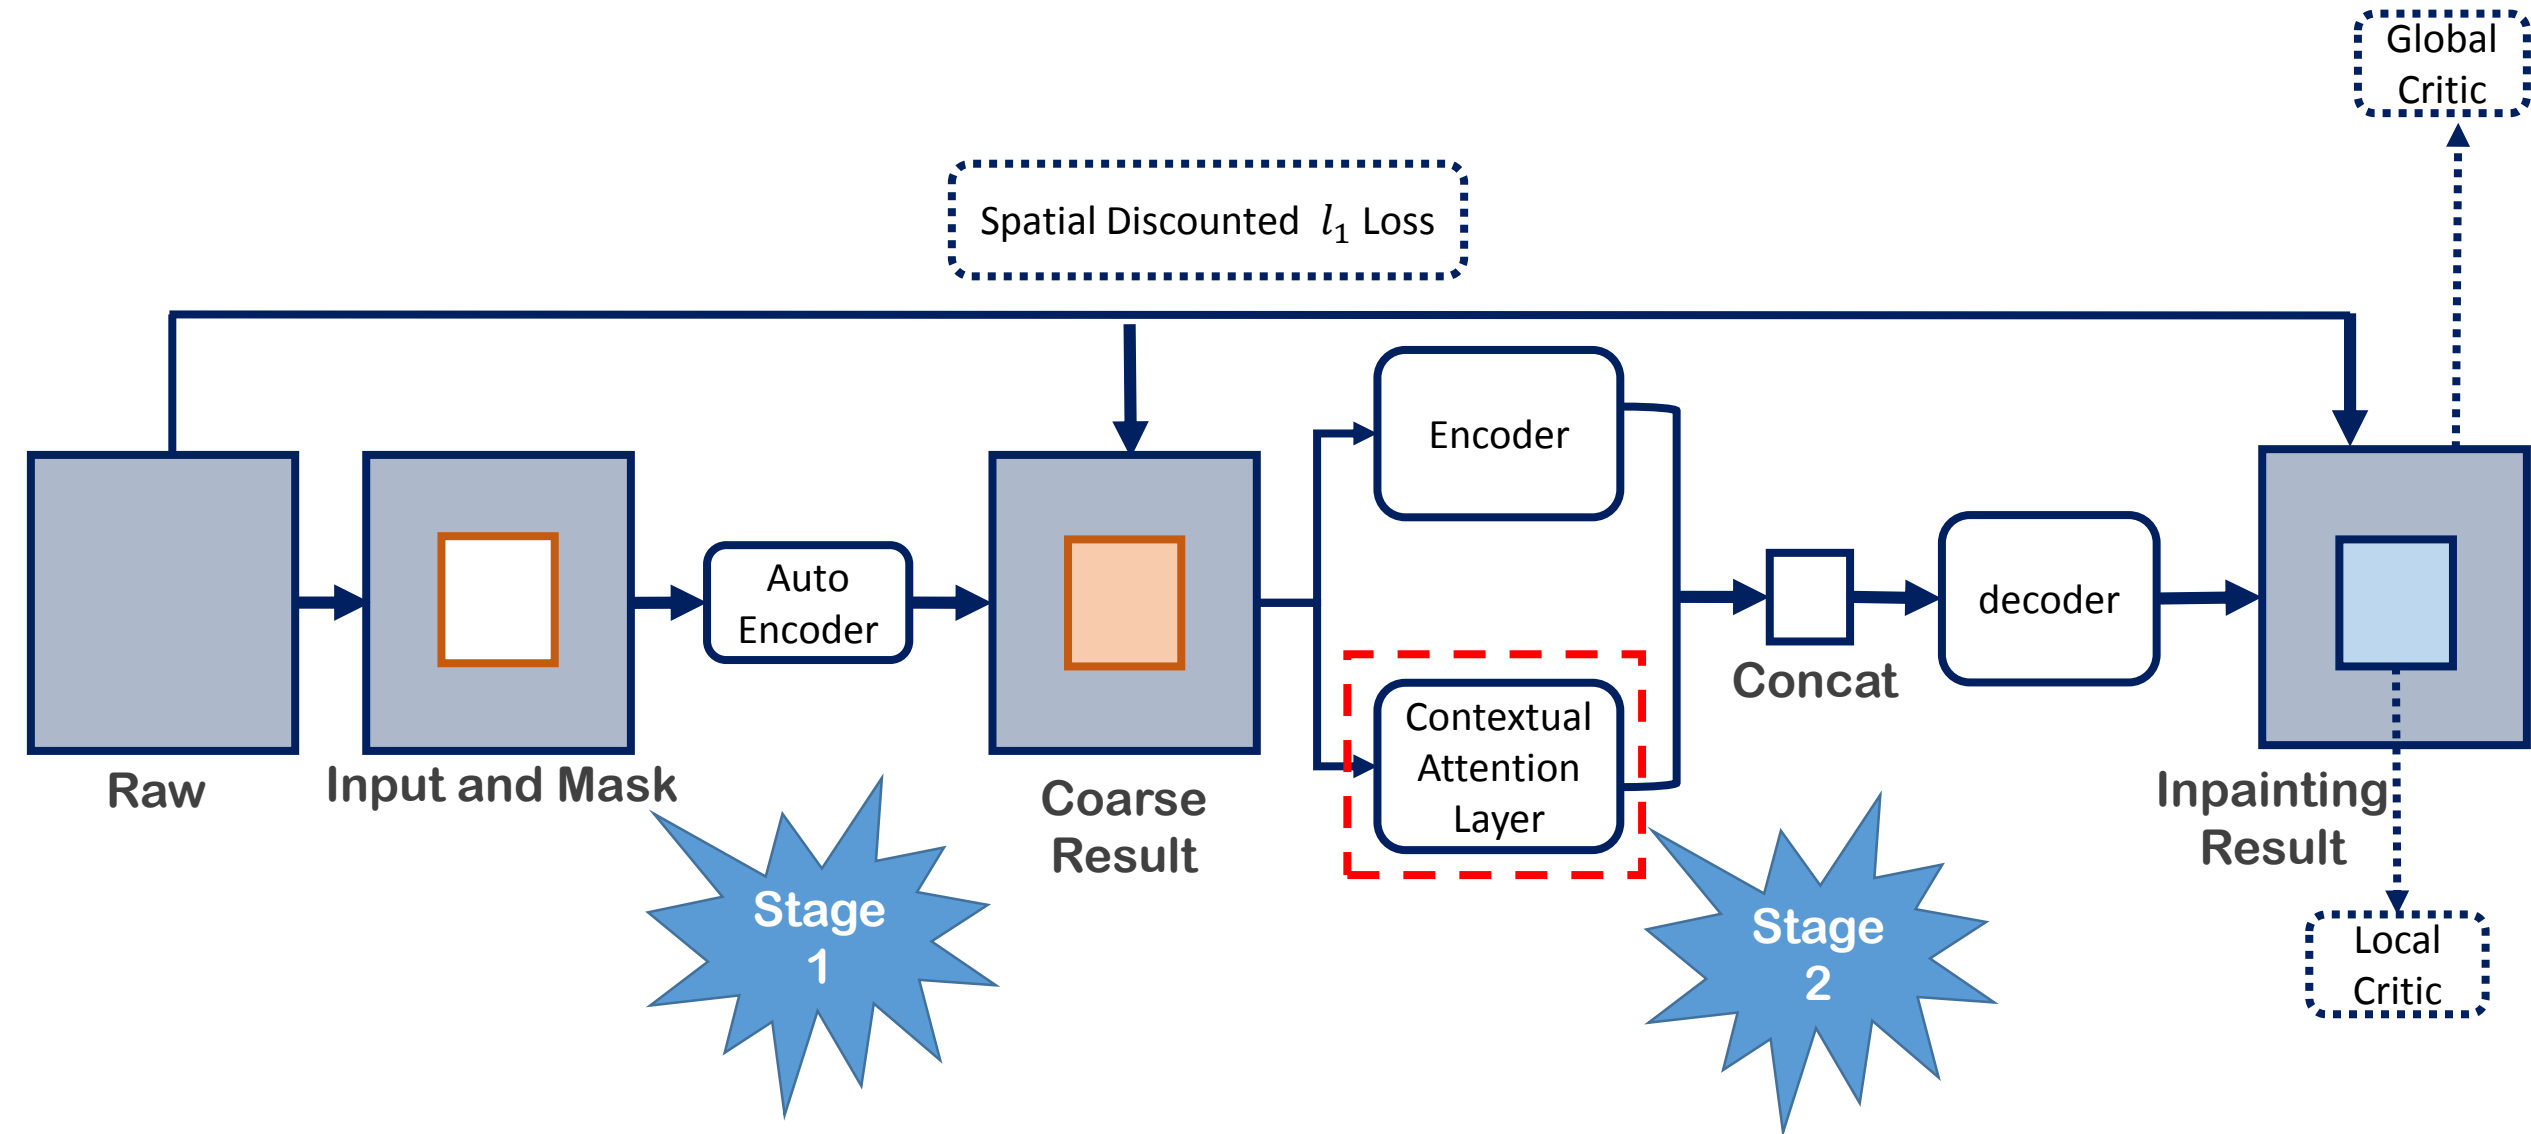 Global
Critic
Spatial Discounted l₁ Loss
Encoder
Auto
Encoder
decoder
Concat
Contextual
Attention
Layer
Raw
Input and Mask
Coarse
Result
Inpainting
Result
Stage
1
Stage
2
Local
Critic